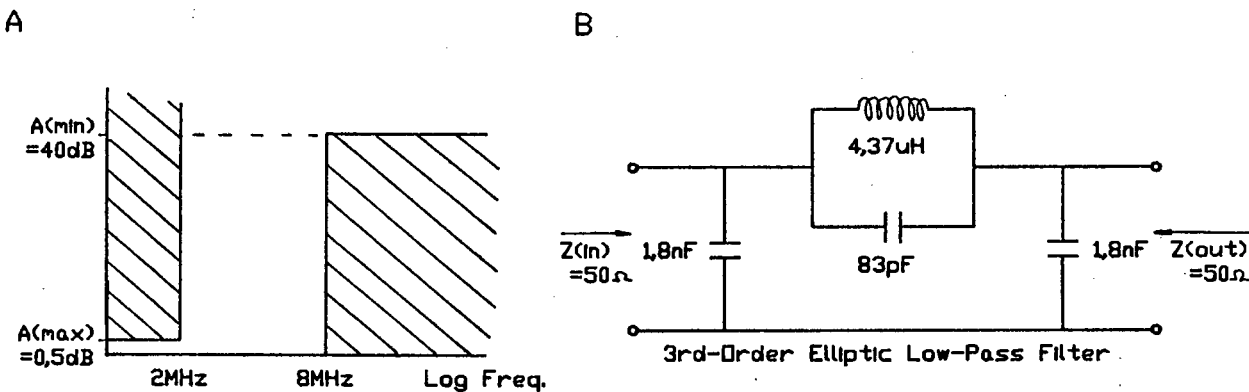 A
A(min)
=40dB
A(max)
=0,5dB
2MHz
8MHz
Log Freq.
B
4,37uH
83pF
Z(in)
=50Ω
1,8nF
1,8nF
Z(out)
=50Ω
3rd-Order Elliptic Low-Pass Filter